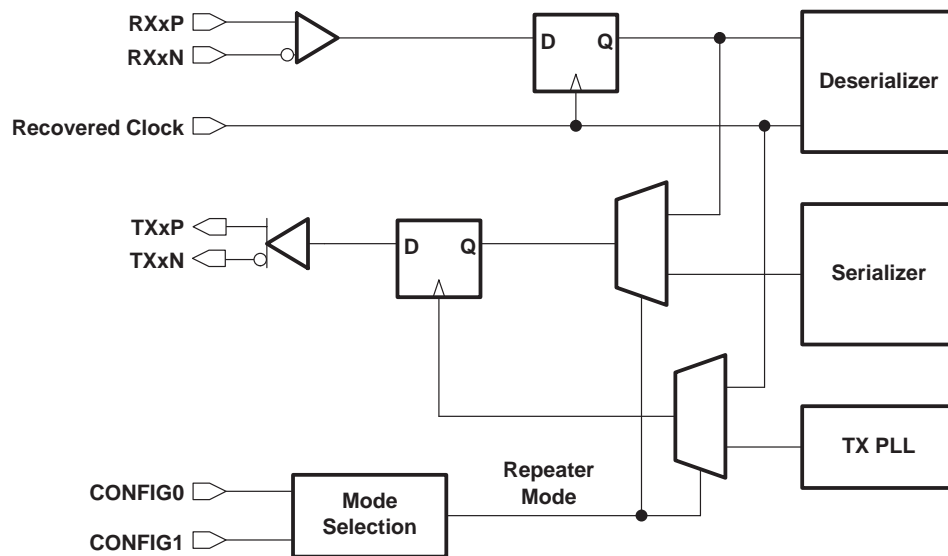 RXxP
RXxN
D Q
Deserializer
Recovered Clock
TXxP
TXxN
D Q
Serializer
TX PLL
Repeater
Mode
CONFIG0
CONFIG1
Mode
Selection